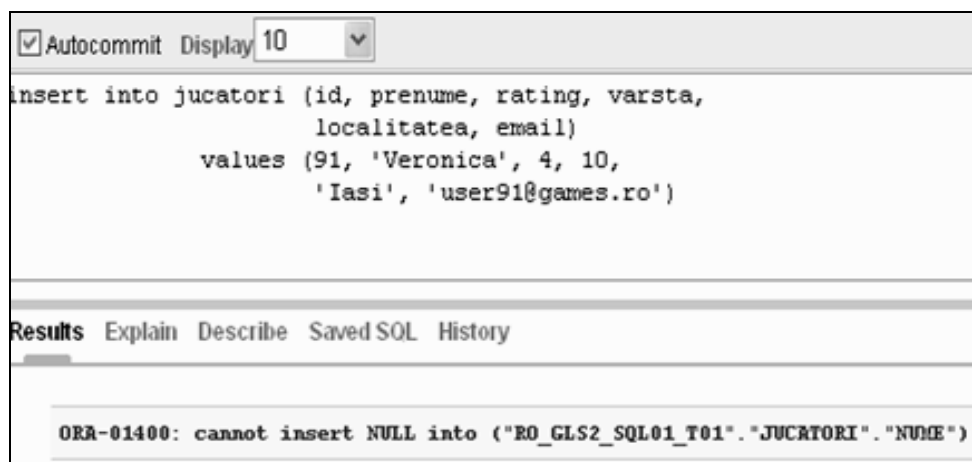 Autocommit Display 10
insert into jucatori (id, prenume, rating, varsta,
localitatea, email)
values (91, 'Veronica', 4, 10,
'Iasi', 'user91@games.ro')
Results Explain Describe Saved SQL History
ORA-01400: cannot insert NULL into ("RO_GLS2_SQL01_T01"."JUCATORI"."NUME")